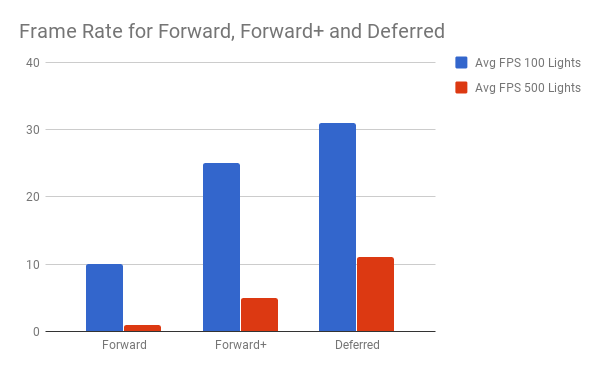 Frame Rate for Forward, Forward+ and Deferred
Avg FPS 100 Lights
Avg FPS 500 Lights
40
30
20
10
0
Forward
Forward+
Deferred